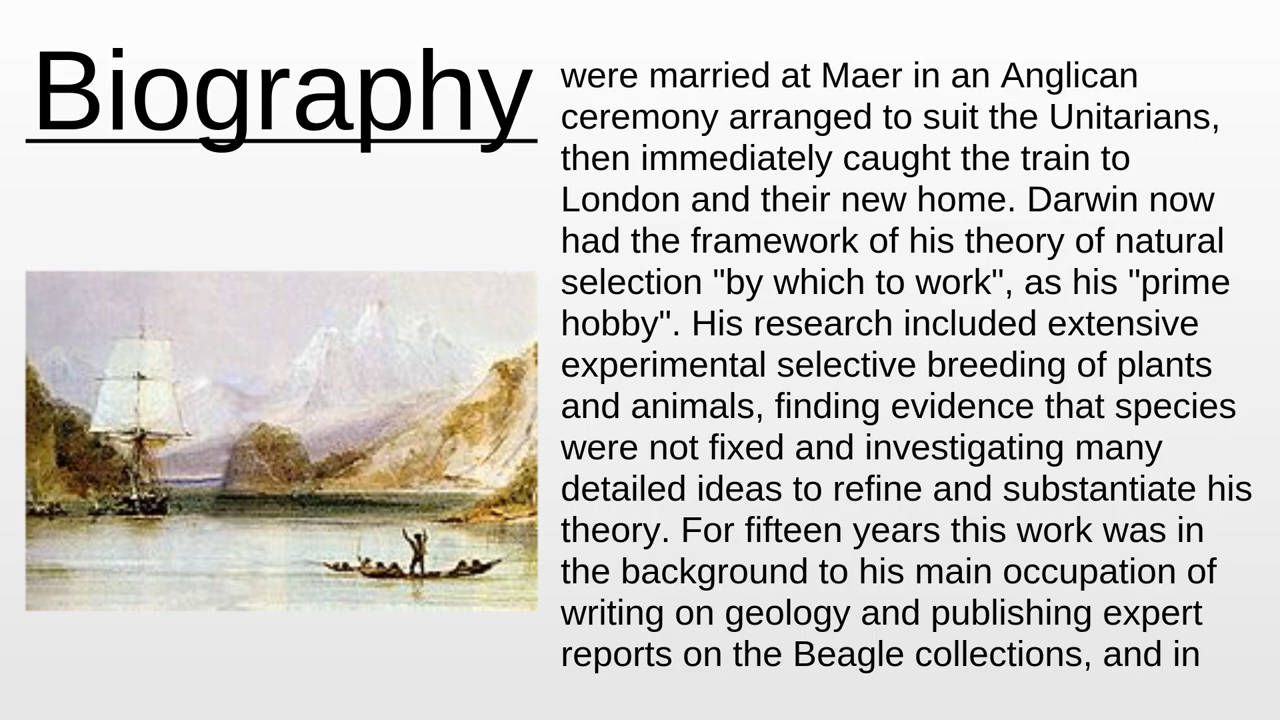 Biography
were married at Maer in an Anglican
ceremony arranged to suit the Unitarians,
then immediately caught the train to
London and their new home. Darwin now
had the framework of his theory of natural
selection "by which to work", as his "prime
hobby". His research included extensive
experimental selective breeding of plants
and animals, finding evidence that species
were not fixed and investigating many
detailed ideas to refine and substantiate his
theory. For fifteen years this work was in
the background to his main occupation of
writing on geology and publishing expert
reports on the Beagle collections, and in